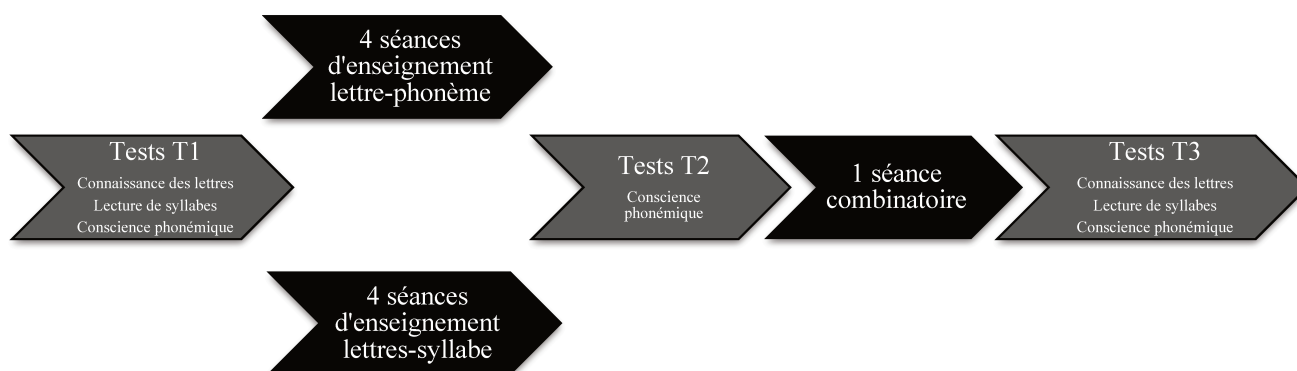 Tests T1
Connaissance des lettres
Lecture de syllabes
Conscience phonémique
4 séances
d'enseignement
lettre-phonème
4 séances
d'enseignement
lettres-syllabe
Tests T2
Conscience
phonémique
1 séance
combinatoire
Tests T3
Connaissance des lettres
Lecture de syllabes
Conscience phonémique